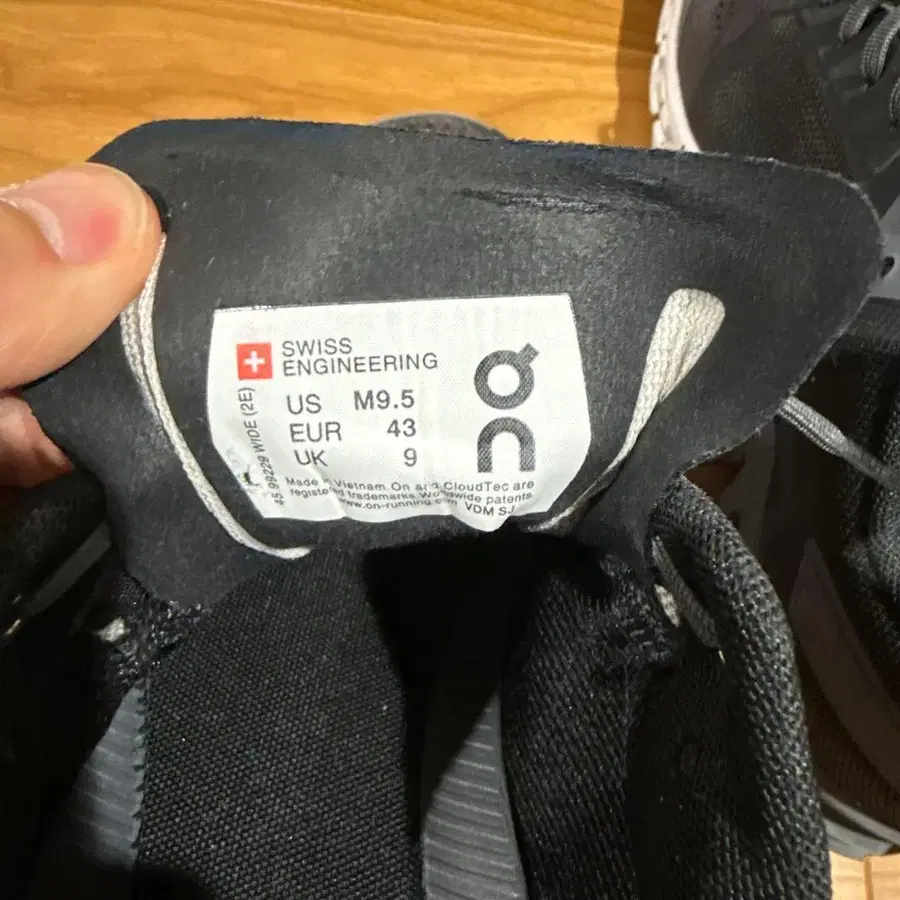 SWISS
ENGINEERING
US M9.5
EUR 43
UK 9
Made in Vietnam. On and CloudTec are
registered trademarks. Worldwide patents.
www.on-running.com VDM SJ
99229 WIDE (2E)
On